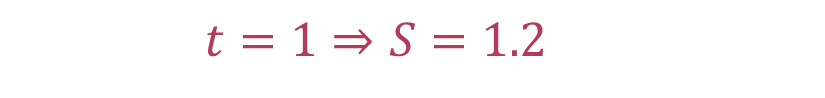 t = 1 ⇒ S = 1.2